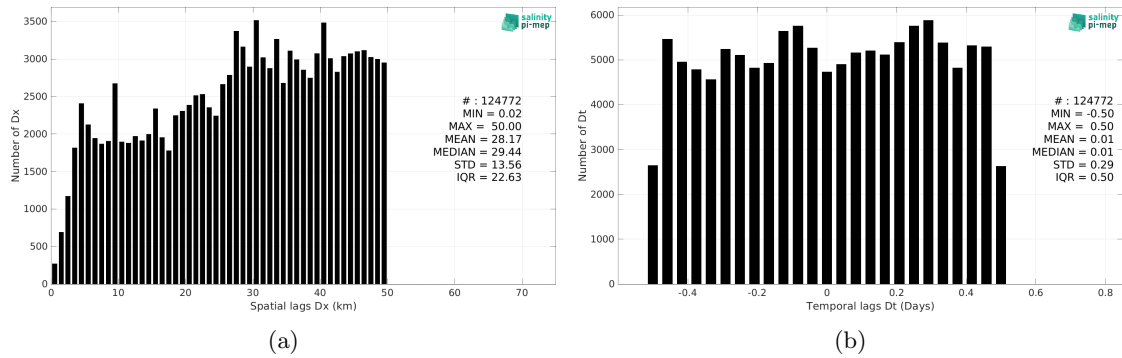 salinity
pi-mep
3500
3000
2500
2000
1500
1000
500
0
Number of Dx
# : 124772
MIN = 0.02
MAX = 50.00
MEAN = 28.17
MEDIAN = 29.44
STD = 13.56
IQR = 22.63
0 10 20 30 40 50 60 70
Spatial lags Dx (km)
(a)
salinity
pi-mep
6000
5000
4000
3000
2000
1000
0
Number of Dt
# : 124772
MIN = -0.50
MAX = 0.50
MEAN = 0.01
MEDIAN = 0.01
STD = 0.29
IQR = 0.50
-0.4 -0.2 0 0.2 0.4 0.6 0.8
Temporal lags Dt (Days)
(b)